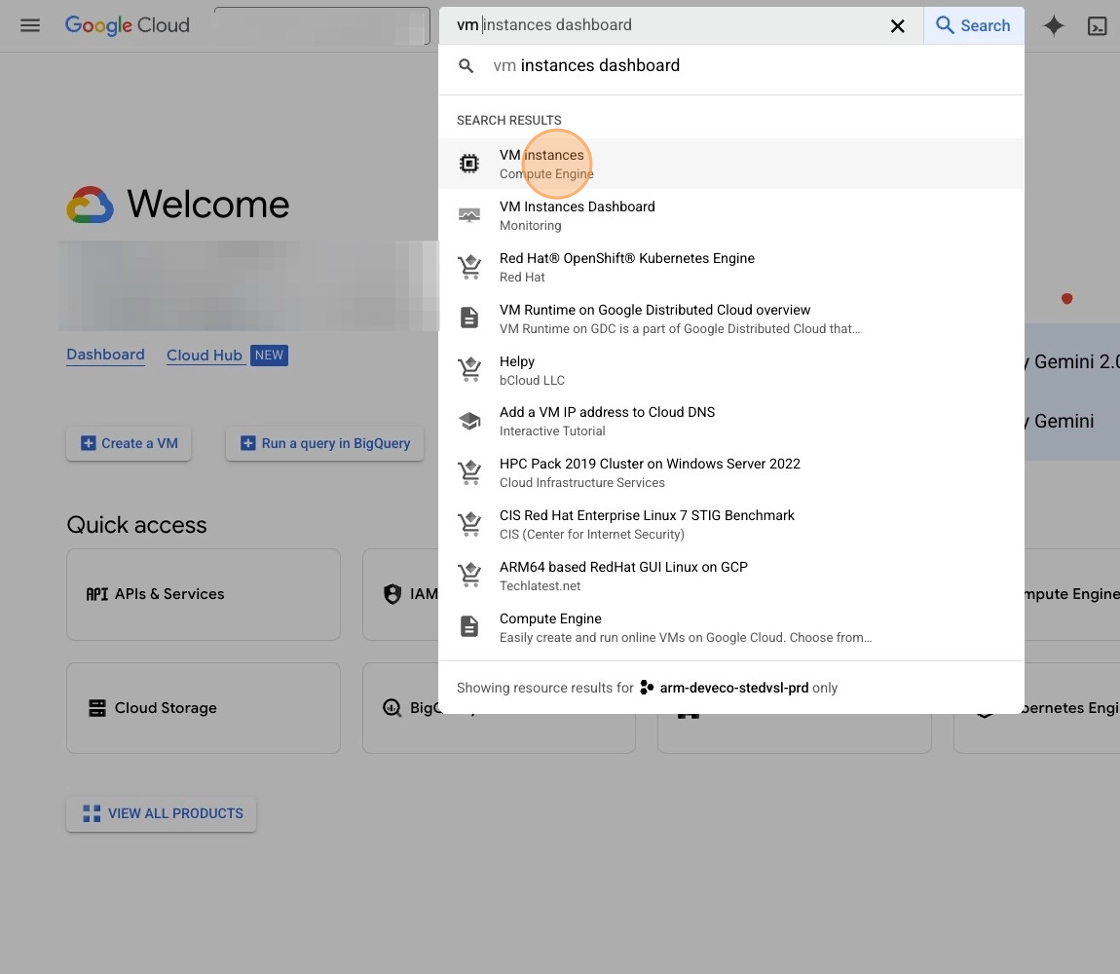 Google Cloud
vm instances dashboard
Search
vm instances dashboard
SEARCH RESULTS
VM instances
Compute Engine
VM Instances Dashboard
Monitoring
Red Hat® OpenShift® Kubernetes Engine
Red Hat
VM Runtime on Google Distributed Cloud overview
VM Runtime on GDC is a part of Google Distributed Cloud that…
Helpy
bCloud LLC
Add a VM IP address to Cloud DNS
Interactive Tutorial
HPC Pack 2019 Cluster on Windows Server 2022
Cloud Infrastructure Services
CIS Red Hat Enterprise Linux 7 STIG Benchmark
CIS (Center for Internet Security)
ARM64 based RedHat GUI Linux on GCP
Techlatest.net
Compute Engine
Easily create and run online VMs on Google Cloud. Choose from…
Showing resource results for arm-deveco-stedvsl-prd only
Welcome
Dashboard Cloud Hub NEW
y Gemini 2.0
y Gemini
Create a VM Run a query in BigQuery
Quick access
API APIs & Services
IAM
mpute Engine
Cloud Storage
BigQ
bernetes Engi
VIEW ALL PRODUCTS